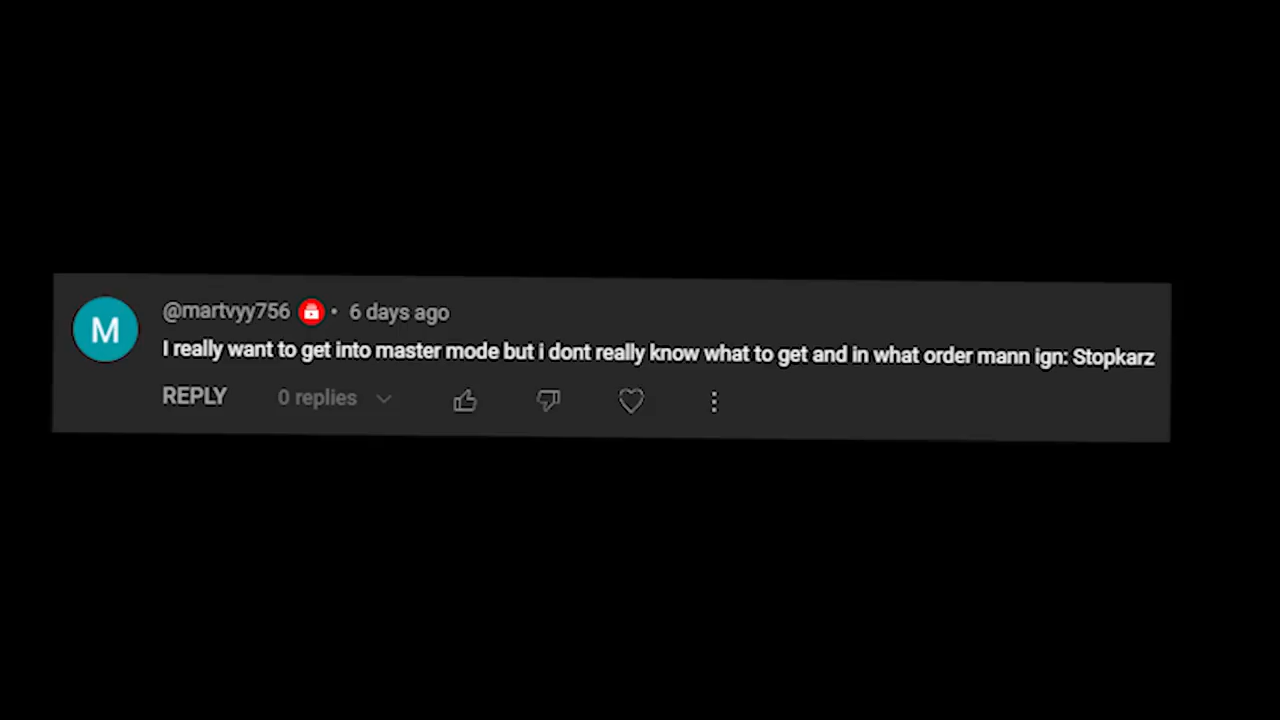 M
@martvyy756 • 6 days ago
I really want to get into master mode but i dont really know what to get and in what order mann ign: Stopkarz
REPLY 0 replies